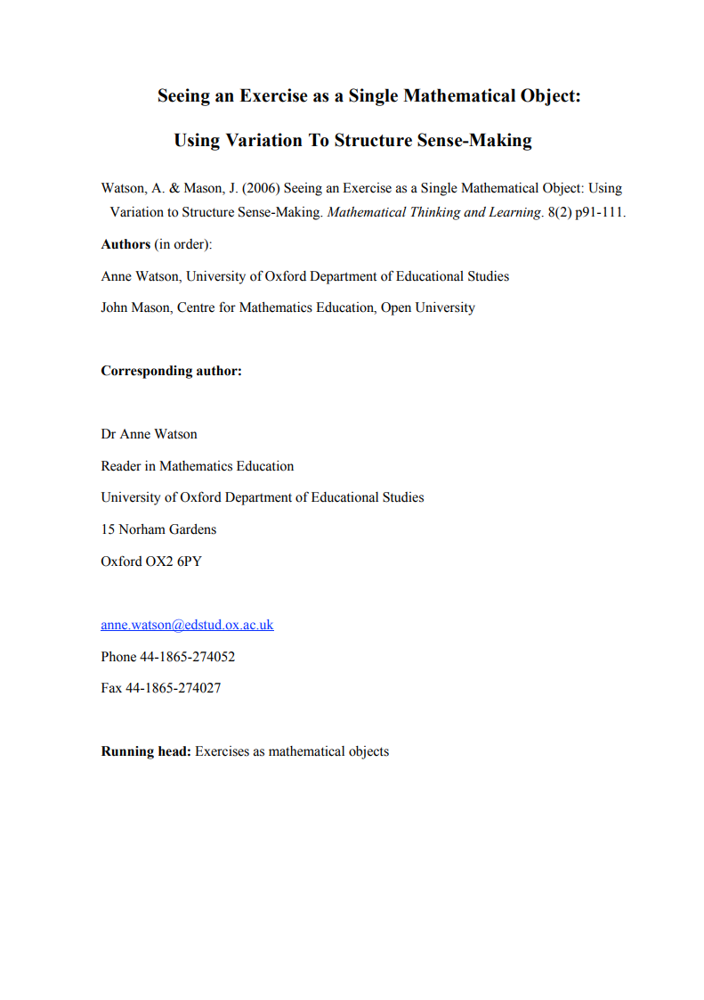 Seeing an Exercise as a Single Mathematical Object:
Using Variation To Structure Sense-Making
Watson, A. & Mason, J. (2006) Seeing an Exercise as a Single Mathematical Object: Using
Variation to Structure Sense-Making. Mathematical Thinking and Learning. 8(2) p91-111.
Authors (in order):
Anne Watson, University of Oxford Department of Educational Studies
John Mason, Centre for Mathematics Education, Open University
Corresponding author:
Dr Anne Watson
Reader in Mathematics Education
University of Oxford Department of Educational Studies
15 Norham Gardens
Oxford OX2 6PY
anne.watson@edstud.ox.ac.uk
Phone 44-1865-274052
Fax 44-1865-274027
Running head: Exercises as mathematical objects